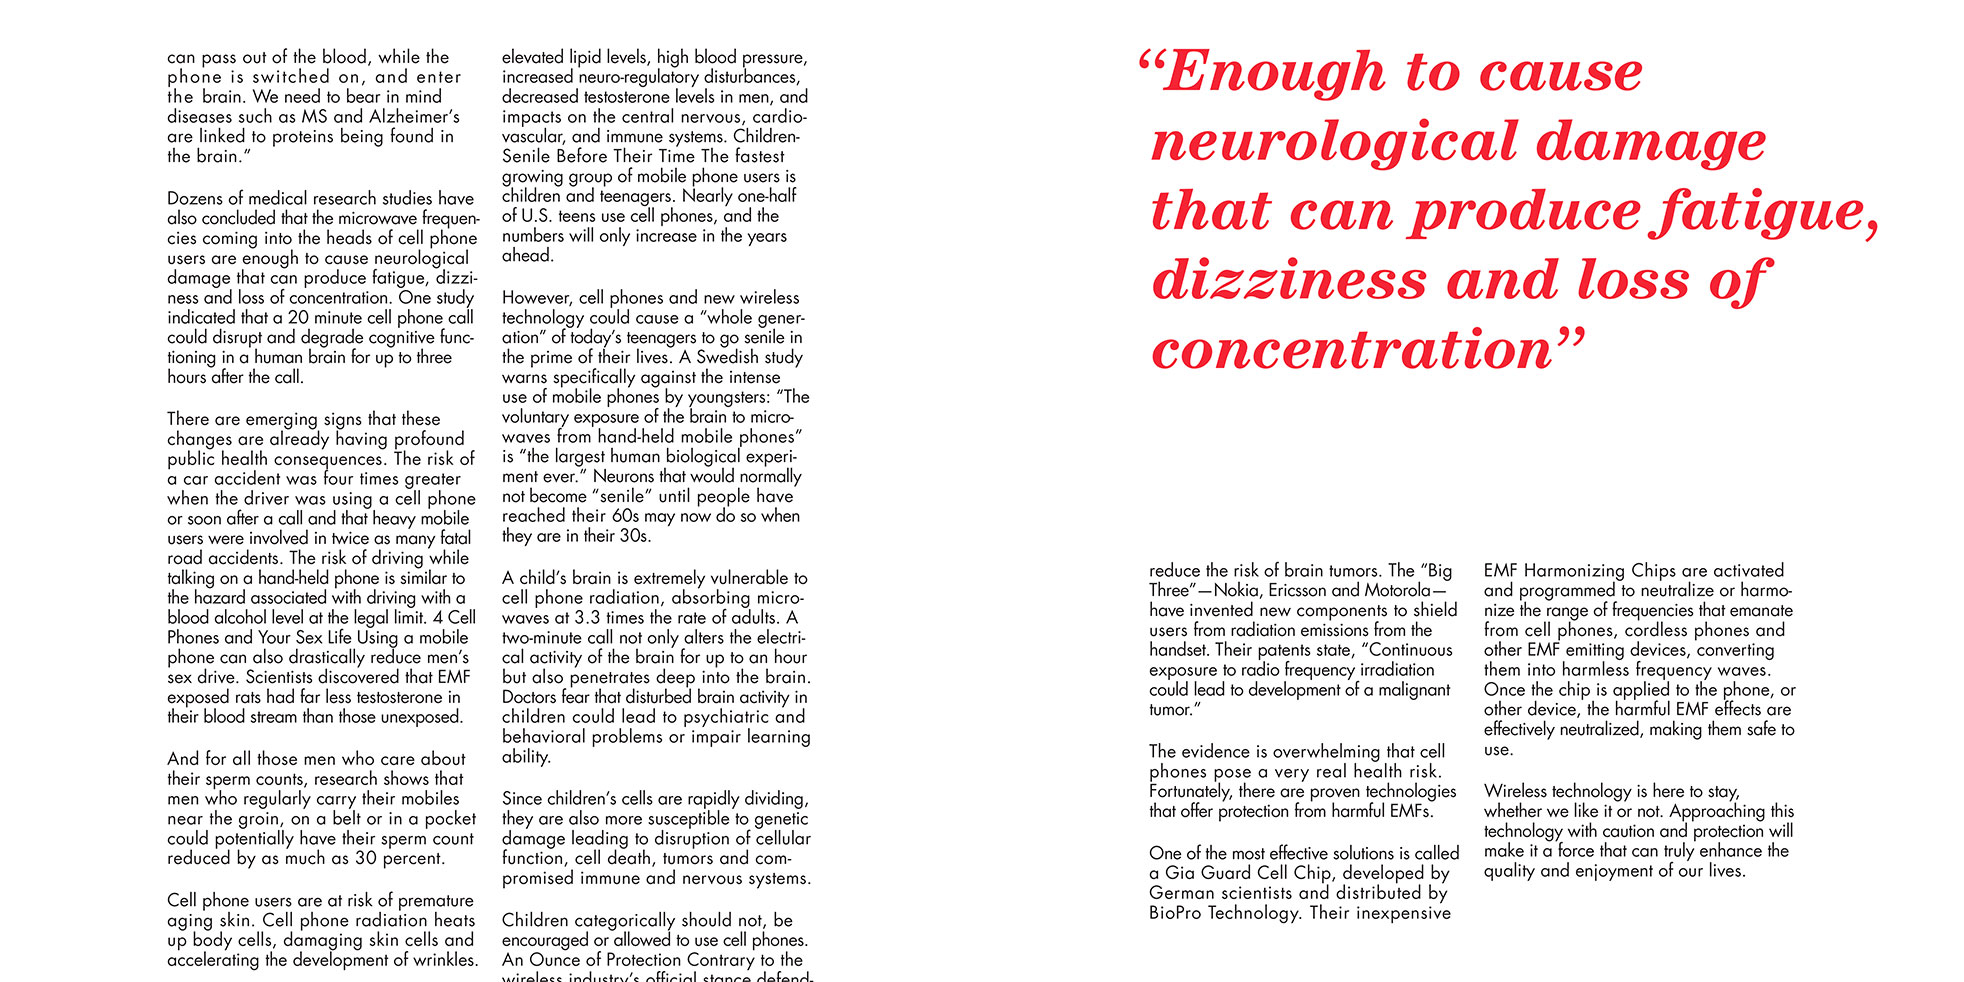 can pass out of the blood, while the
phone is switched on, and enter
the brain. We need to bear in mind
diseases such as MS and Alzheimer’s
are linked to proteins being found in
the brain.”
Dozens of medical research studies have
also concluded that the microwave frequen-
cies coming into the heads of cell phone
users are enough to cause neurological
damage that can produce fatigue, dizzi-
ness and loss of concentration. One study
indicated that a 20 minute cell phone call
could disrupt and degrade cognitive func-
tioning in a human brain for up to three
hours after the call.
There are emerging signs that these
changes are already having profound
public health consequences. The risk of
a car accident was four times greater
when the driver was using a cell phone
or soon after a call and that heavy mobile
users were involved in twice as many fatal
road accidents. The risk of driving while
talking on a hand-held phone is similar to
the hazard associated with driving with a
blood alcohol level at the legal limit. 4 Cell
Phones and Your Sex Life Using a mobile
phone can also drastically reduce men’s
sex drive. Scientists discovered that EMF
exposed rats had far less testosterone in
their blood stream than those unexposed.
And for all those men who care about
their sperm counts, research shows that
men who regularly carry their mobiles
near the groin, on a belt or in a pocket
could potentially have their sperm count
reduced by as much as 30 percent.
Cell phone users are at risk of premature
aging skin. Cell phone radiation heats
up body cells, damaging skin cells and
accelerating the development of wrinkles.
elevated lipid levels, high blood pressure,
increased neuro-regulatory disturbances,
decreased testosterone levels in men, and
impacts on the central nervous, cardio-
vascular, and immune systems. Children-
Senile Before Their Time The fastest
growing group of mobile phone users is
children and teenagers. Nearly one-half
of U.S. teens use cell phones, and the
numbers will only increase in the years
ahead.
However, cell phones and new wireless
technology could cause a “whole gener-
ation” of today’s teenagers to go senile in
the prime of their lives. A Swedish study
warns specifically against the intense
use of mobile phones by youngsters: “The
voluntary exposure of the brain to micro-
waves from hand-held mobile phones”
is “the largest human biological experi-
ment ever.” Neurons that would normally
not become “senile” until people have
reached their 60s may now do so when
they are in their 30s.
A child’s brain is extremely vulnerable to
cell phone radiation, absorbing micro-
waves at 3.3 times the rate of adults. A
two-minute call not only alters the electri-
cal activity of the brain for up to an hour
but also penetrates deep into the brain.
Doctors fear that disturbed brain activity in
children could lead to psychiatric and
behavioral problems or impair learning
ability.
Since children’s cells are rapidly dividing,
they are also more susceptible to genetic
damage leading to disruption of cellular
function, cell death, tumors and com-
promised immune and nervous systems.
Children categorically should not, be
encouraged or allowed to use cell phones.
An Ounce of Protection Contrary to the
wireless industry’s official stance defend-
“Enough to cause
neurological damage
that can produce fatigue,
dizziness and loss of
concentration”
reduce the risk of brain tumors. The “Big
Three”—Nokia, Ericsson and Motorola—
have invented new components to shield
users from radiation emissions from the
handset. Their patents state, “Continuous
exposure to radio frequency irradiation
could lead to development of a malignant
tumor.”
The evidence is overwhelming that cell
phones pose a very real health risk.
Fortunately, there are proven technologies
that offer protection from harmful EMFs.
One of the most effective solutions is called
a Gia Guard Cell Chip, developed by
German scientists and distributed by
BioPro Technology. Their inexpensive
EMF Harmonizing Chips are activated
and programmed to neutralize or harmo-
nize the range of frequencies that emanate
from cell phones, cordless phones and
other EMF emitting devices, converting
them into harmless frequency waves.
Once the chip is applied to the phone, or
other device, the harmful EMF effects are
effectively neutralized, making them safe to
use.
Wireless technology is here to stay,
whether we like it or not. Approaching this
technology with caution and protection will
make it a force that can truly enhance the
quality and enjoyment of our lives.